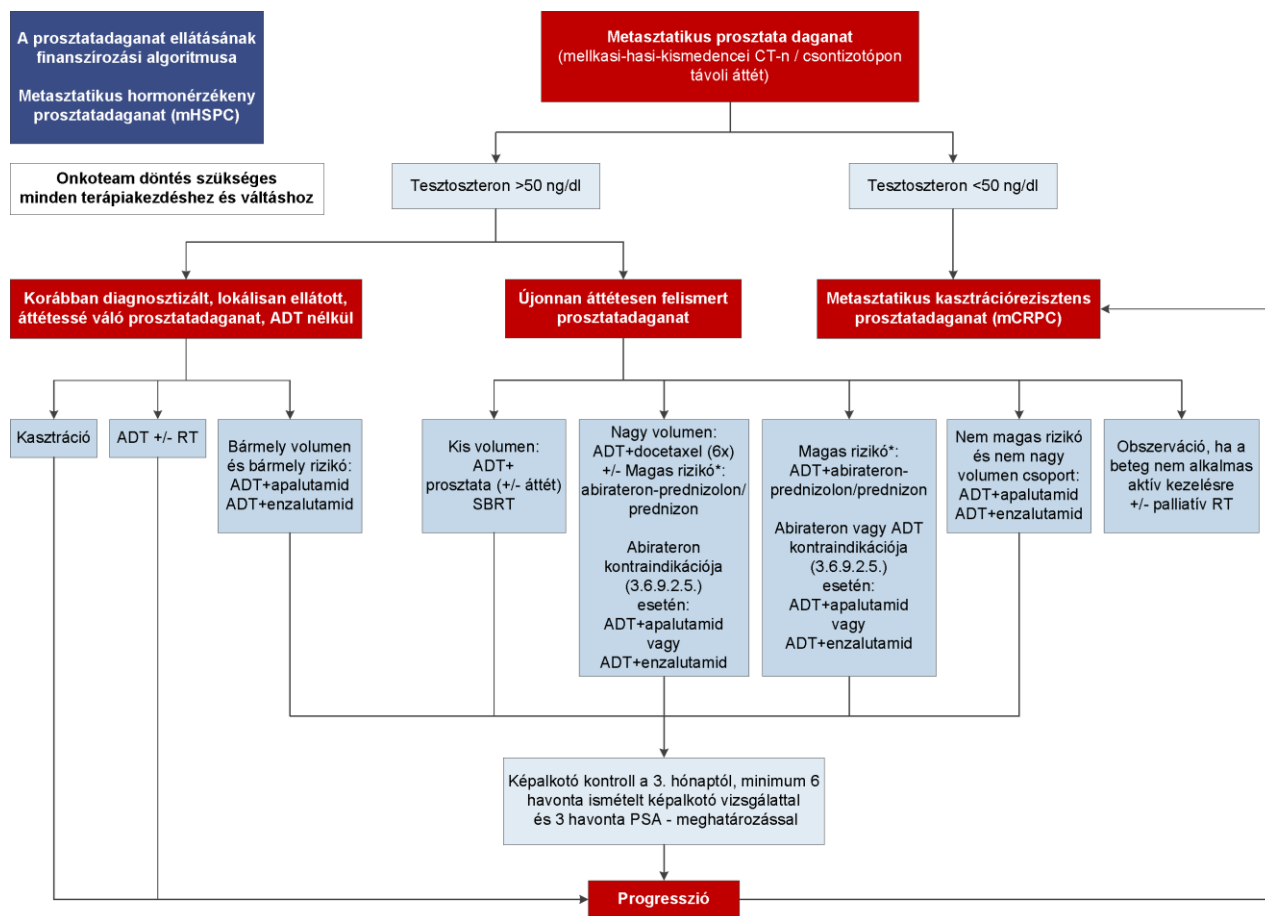 A prosztatadaganat ellátásának
finanszírozási algoritmusa
Metasztatikus hormonérzékeny
prosztatadaganat (mHSPC)
Metasztatikus prosztata daganat
(mellkasi-hasi-kismedencei CT-n / csontizotópon
távoli áttét)
Onkoteam döntés szükséges
minden terápiakezdéshez és váltáshoz
Tesztoszteron >50 ng/dl
Tesztoszteron <50 ng/dl
Korábban diagnosztizált, lokálisan ellátott,
áttétessé váló prosztatadaganat, ADT nélkül
Újonnan áttétesen felismert
prosztatadaganat
Metasztatikus kasztrációrezisztens
prosztatadaganat (mCRPC)
Kasztráció
ADT +/- RT
Bármely volumen
és bármely rizikó:
ADT+apalutamid
ADT+enzalutamid
Kis volumen:
ADT+
prosztata (+/- áttét)
SBRT
Nagy volumen:
ADT+docetaxel (6x)
+/- Magas rizikó*:
abirateron-prednizolon/
prednizon
Abirateron
kontraindikációja
(3.6.9.2.5.)
esetén:
ADT+apalutamid
vagy
ADT+enzalutamid
Magas rizikó*:
ADT+abirateron-
prednizolon/prednizon
Abirateron vagy ADT
kontraindikációja
(3.6.9.2.5.)
esetén:
ADT+apalutamid
vagy
ADT+enzalutamid
Nem magas rizikó
és nem nagy
volumen csoport:
ADT+apalutamid
ADT+enzalutamid
Obszerváció, ha a
beteg nem alkalmas
aktív kezelésre
+/- palliatív RT
Képalkotó kontroll a 3. hónaptól, minimum 6
havonta ismételt képalkotó vizsgálattal
és 3 havonta PSA - meghatározással
Progresszió